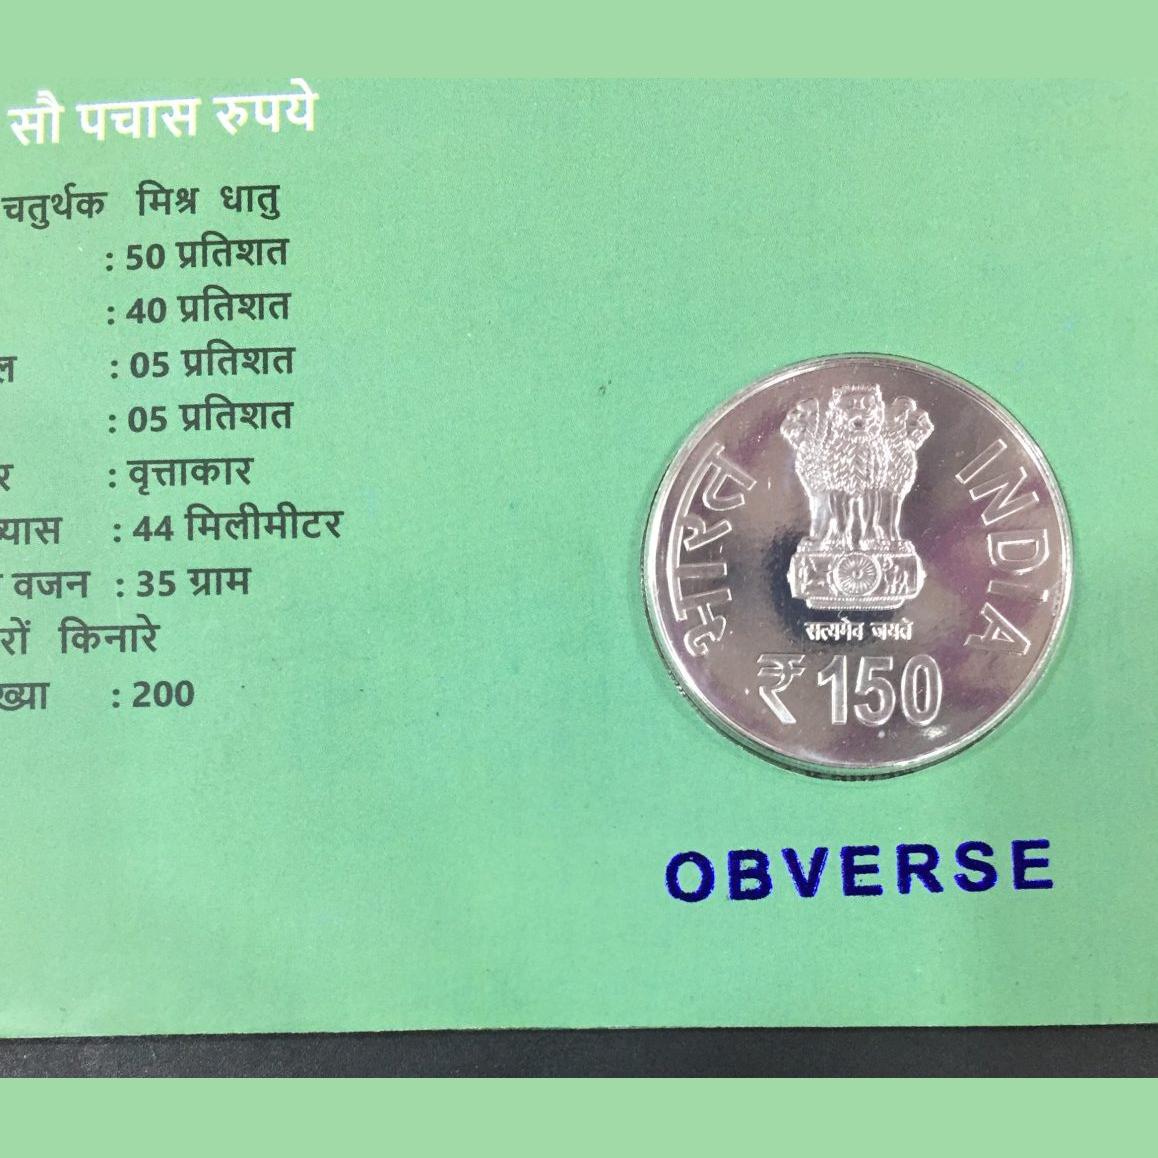 सौ पचास रुपये
चतुर्थक मिश्र धातु
: 50 प्रतिशत
: 40 प्रतिशत
: 05 प्रतिशत
: 05 प्रतिशत
: वृत्ताकार
: 44 मिलीमीटर
वजन : 35 ग्राम
किनारे
: 200
भारत
INDIA
सत्यमेव जयते
₹150
OBVERSE